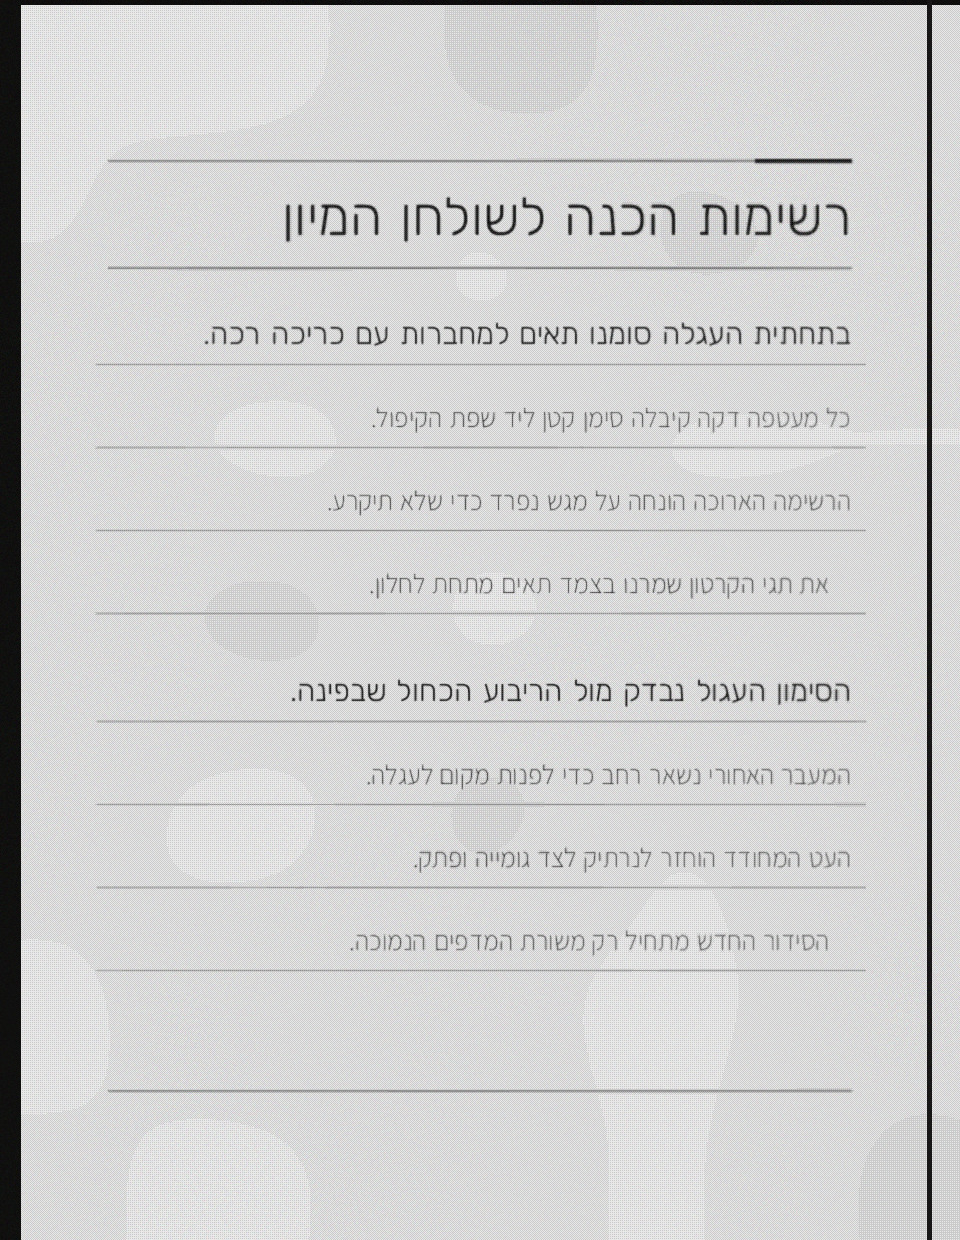 רשימות הכנה לשולחן המיון
בתחתית העגלה סומנו תאים למחברות עם כריכה רכה.
כל מעטפה דקה קיבלה סימן קטן ליד שפת הקיפול.
הרשימה הארוכה הונחה על מגש נפרד כדי שלא תיקרע.
את תגי הקרטון שמרנו בצמד תאים מתחת לחלון.
הסימון העגול נבדק מול הריבוע הכחול שבפינה.
המעבר האחורי נשאר רחב כדי לפנות מקום לעגלה.
העט המחודד הוחזר לנרתיק לצד גומייה ופתק.
הסידור החדש מתחיל רק משורת המדפים הנמוכה.